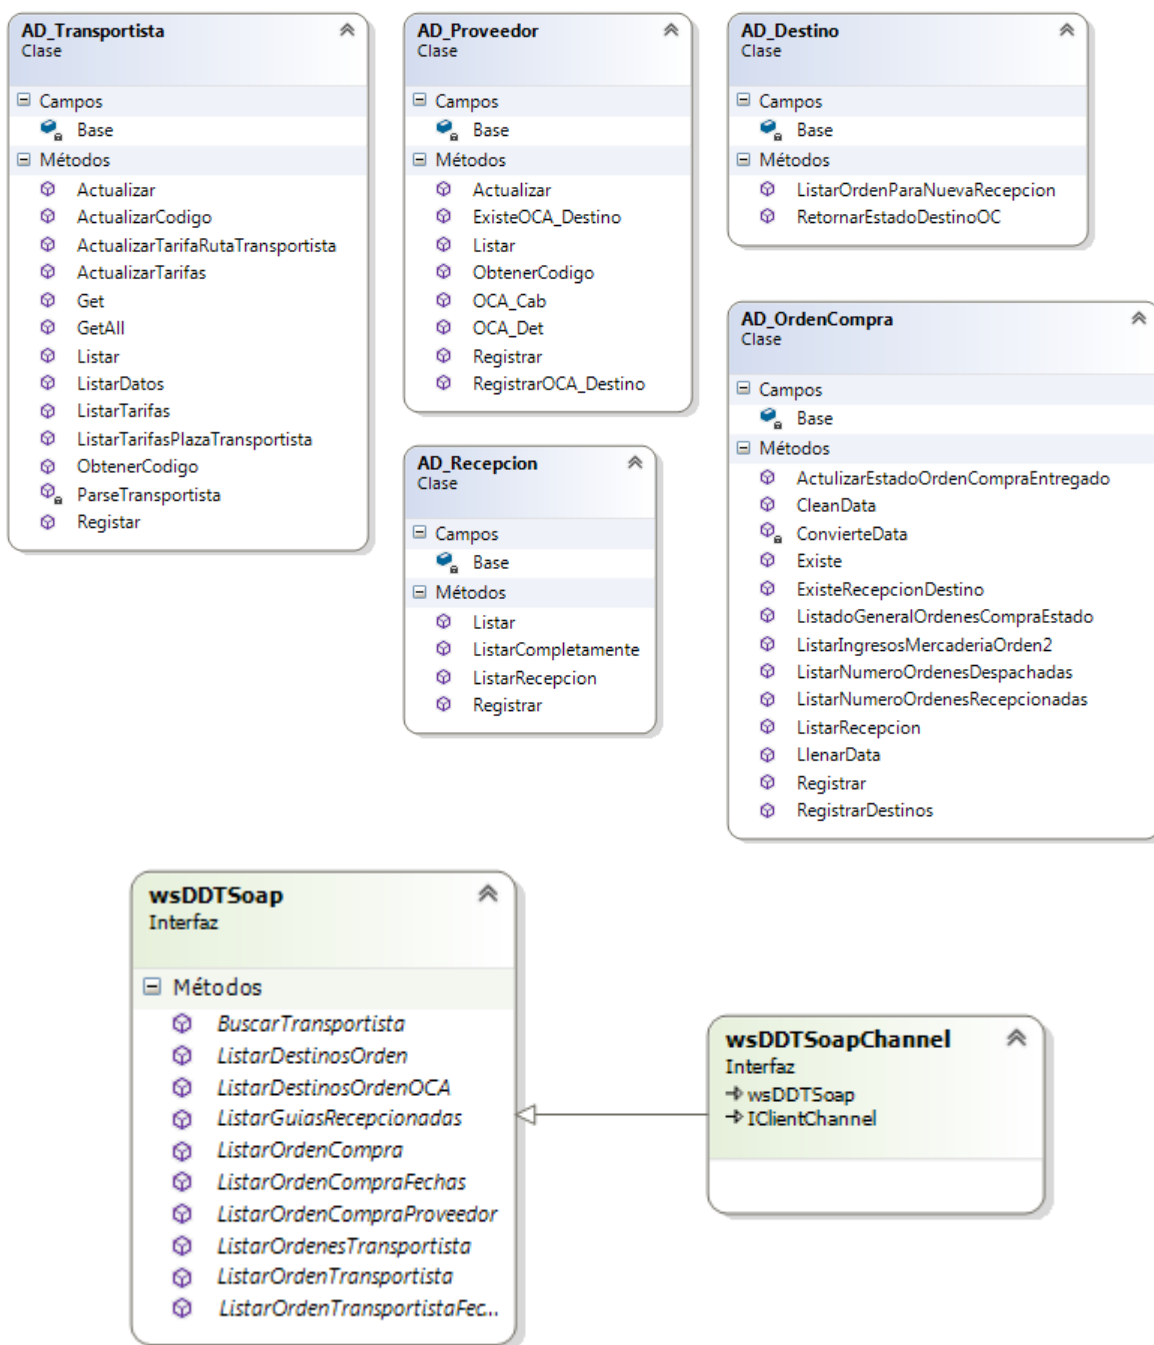 AD_Transportista
Clase
Campos
Base
Métodos
Actualizar
ActualizarCodigo
ActualizarTarifaRutaTransportista
ActualizarTarifas
Get
GetAll
Listar
ListarDatos
ListarTarifas
ListarTarifasPlazaTransportista
ObtenerCodigo
ParseTransportista
Registar
AD_Proveedor
Clase
Campos
Base
Métodos
Actualizar
ExisteOCA_Destino
Listar
ObtenerCodigo
OCA_Cab
OCA_Det
Registrar
RegistrarOCA_Destino
AD_Destino
Clase
Campos
Base
Métodos
ListarOrdenParaNuevaRecepcion
RetornarEstadoDestinoOC
AD_Recepcion
Clase
Campos
Base
Métodos
Listar
ListarCompletamente
ListarRecepcion
Registrar
AD_OrdenCompra
Clase
Campos
Base
Métodos
ActulizarEstadoOrdenCompraEntregado
CleanData
ConvierteData
Existe
ExisteRecepcionDestino
ListadoGeneralOrdenesCompraEstado
ListarIngresosMercaderiaOrden2
ListarNumeroOrdenesDespachadas
ListarNumeroOrdenesRecepcionadas
ListarRecepcion
LlenarData
Registrar
RegistrarDestinos
wsDDTSoap
Interfaz
Métodos
BuscarTransportista
ListarDestinosOrden
ListarDestinosOrdenOCA
ListarGuiasRecepcionadas
ListarOrdenCompra
ListarOrdenCompraFechas
ListarOrdenCompraProveedor
ListarOrdenesTransportista
ListarOrdenTransportista
ListarOrdenTransportistaFec...
wsDDTSoapChannel
Interfaz
wsDDTSoap
IClientChannel